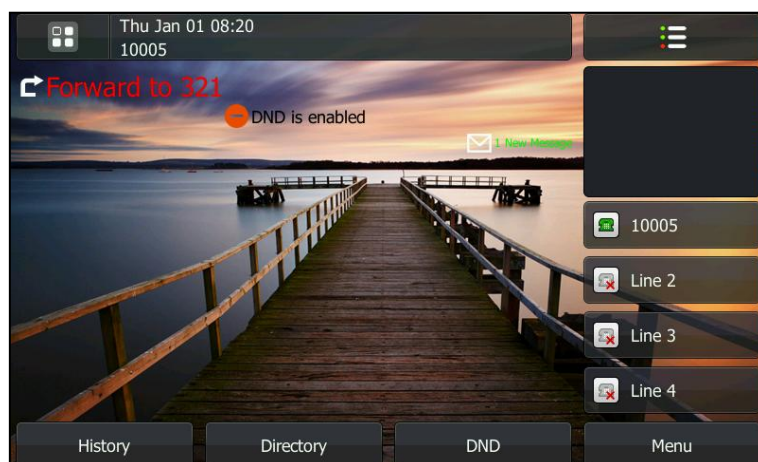 Thu Jan 01 08:20
10005
Forward to 321
DND is enabled
1 New Message
10005
Line 2
Line 3
Line 4
History
Directory
DND
Menu